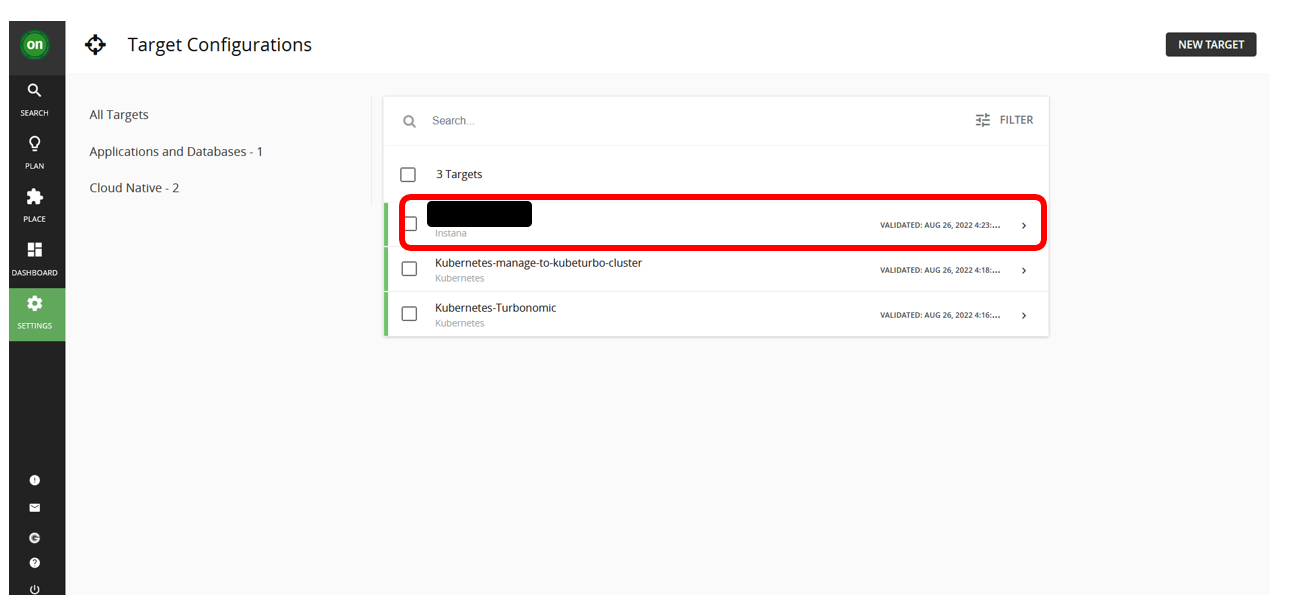 on
Target Configurations
NEW TARGET
SEARCH
PLAN
PLACE
DASHBOARD
SETTINGS
All Targets
Applications and Databases - 1
Cloud Native - 2
Search...
FILTER
3 Targets
Instana
VALIDATED: AUG 26, 2022 4:23:...
Kubernetes-manage-to-kubeturbo-cluster
Kubernetes
VALIDATED: AUG 26, 2022 4:18:...
Kubernetes-Turbonomic
Kubernetes
VALIDATED: AUG 26, 2022 4:16:...